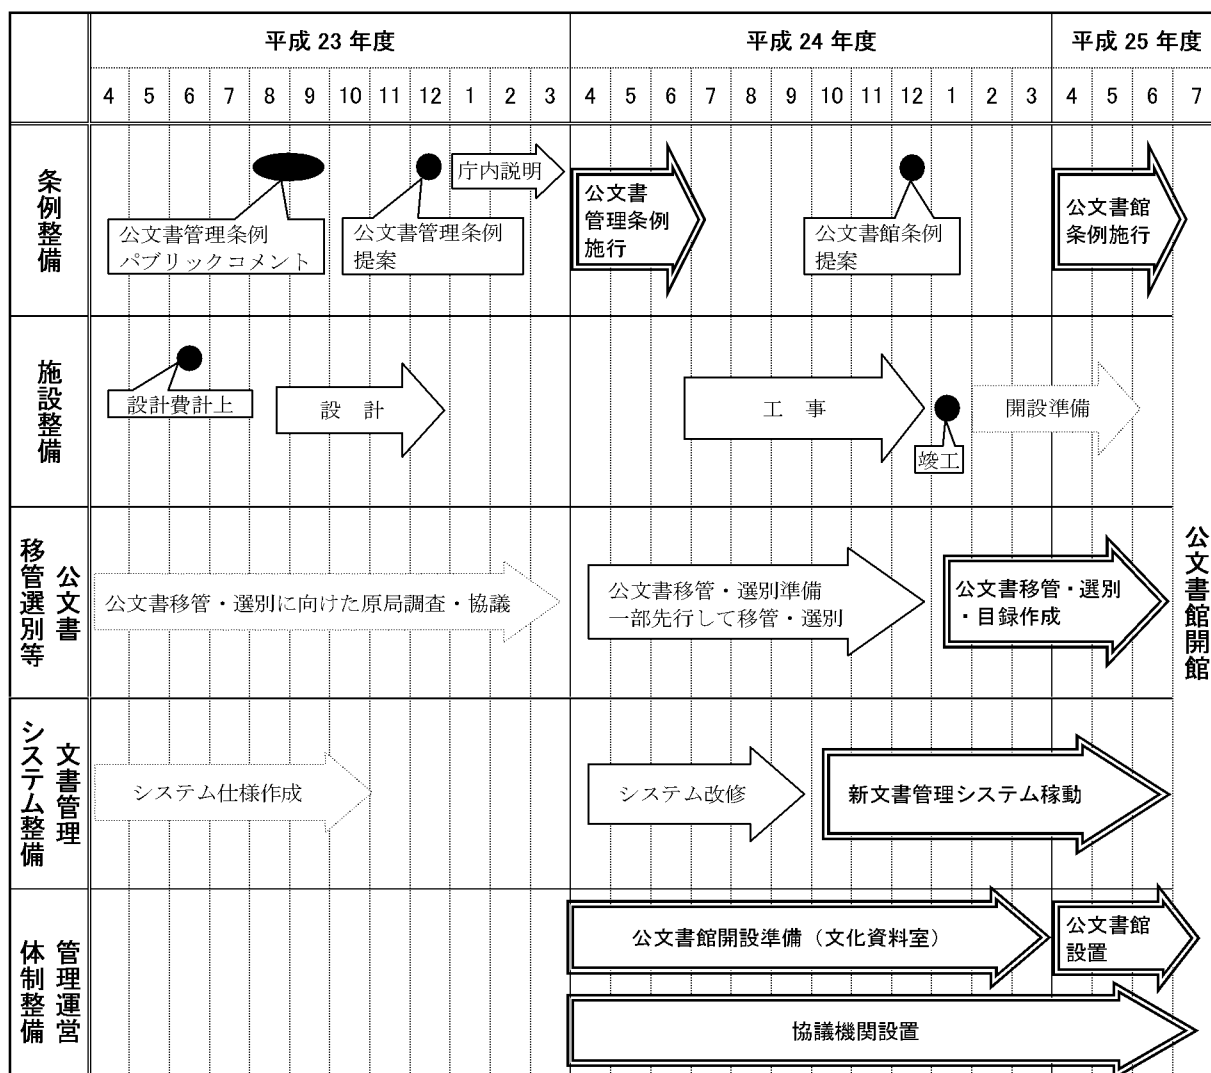 平成 23 年度 平成 24 年度 平成 25 年度
4 5 6 7 8 9 10 11 12 1 2 3 4 5 6 7 8 9 10 11 12 1 2 3 4 5 6 7
条例整備
公文書管理条例
パブリックコメント
公文書管理条例
提案
庁内説明
公文書
管理条例
施行
公文書館条例
提案
公文書館
条例施行
施設整備
設計費計上
設 計
工 事
竣工
開設準備
公文書
移管選別等
公文書移管・選別に向けた原局調査・協議
公文書移管・選別準備
一部先行して移管・選別
公文書移管・選別
・目録作成
文書管理
システム整備
システム仕様作成
システム改修
新文書管理システム稼動
管理運営
体制整備
公文書館開設準備（文化資料室）
公文書館
設置
協議機関設置
公文書館開館